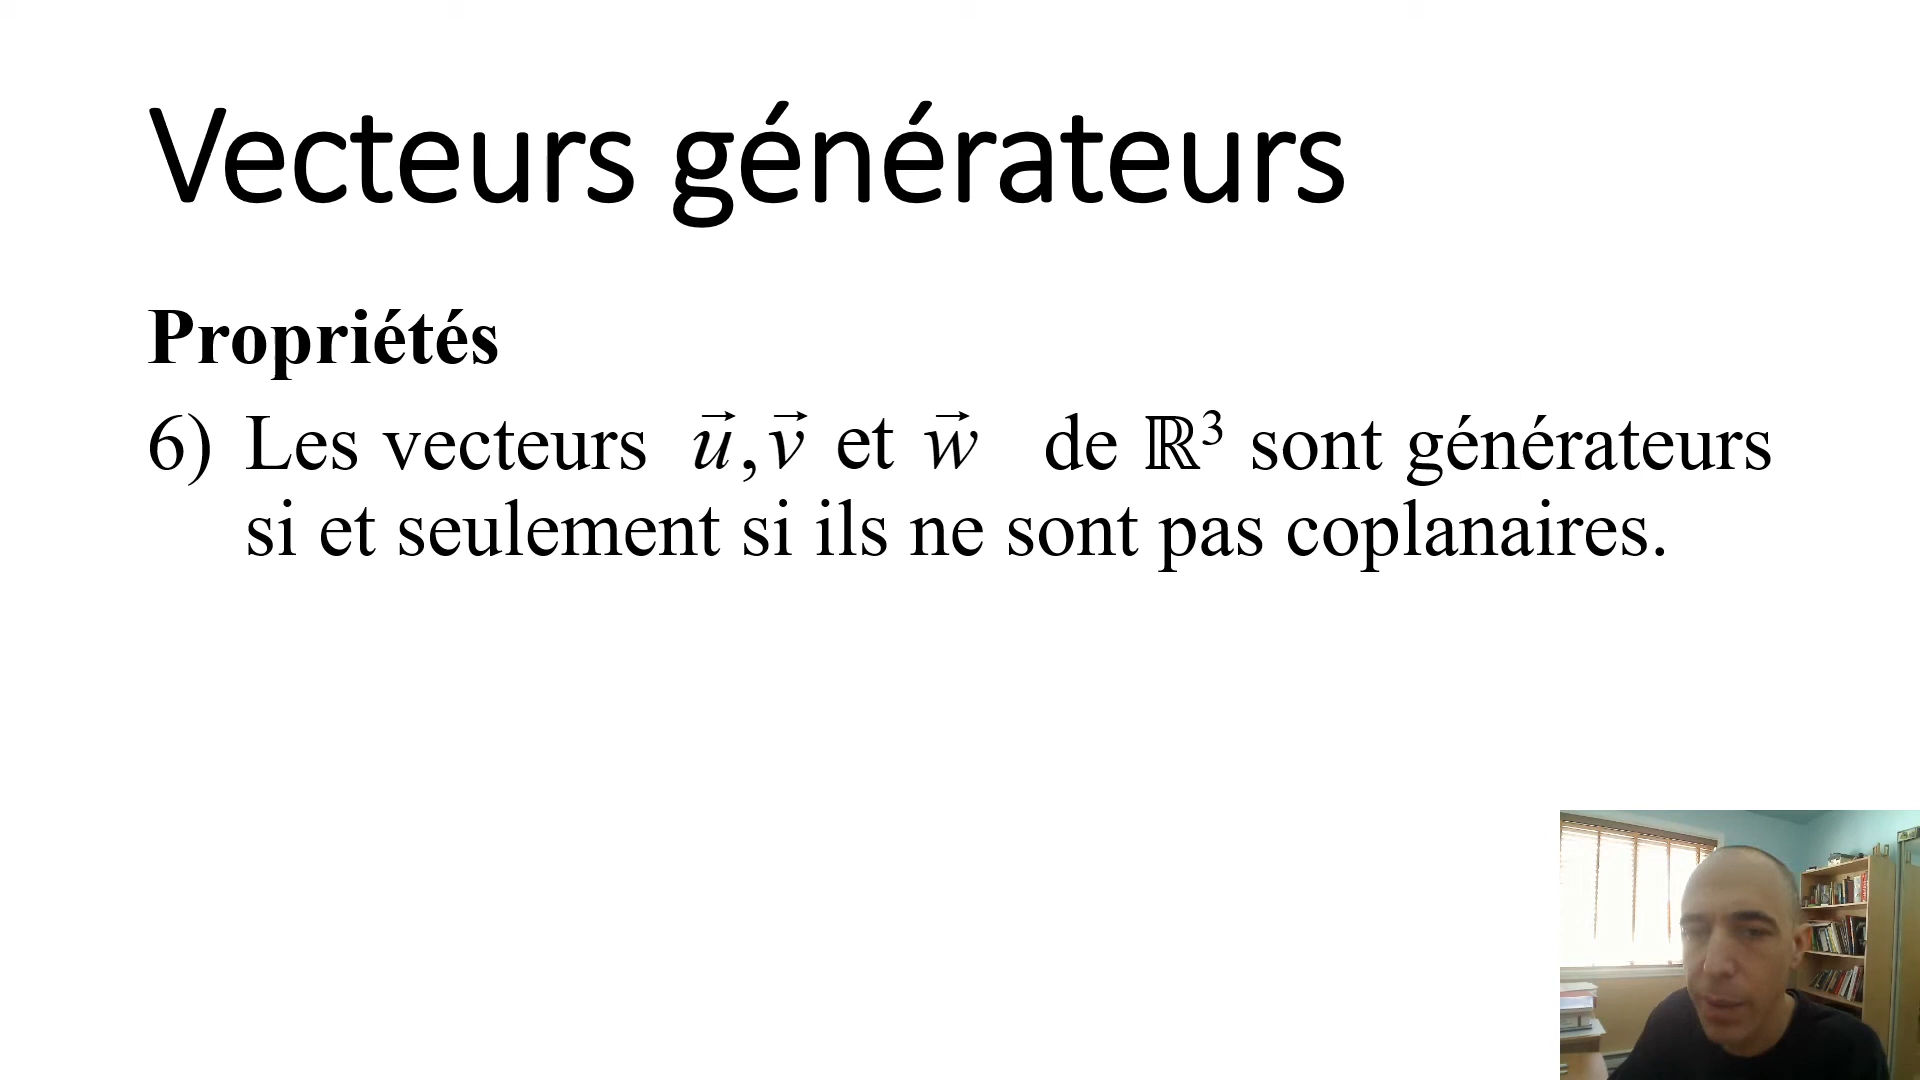 Vecteurs générateurs
Propriétés
6) Les vecteurs u⃗, v⃗ et w⃗ de ℝ³ sont générateurs
si et seulement si ils ne sont pas coplanaires.